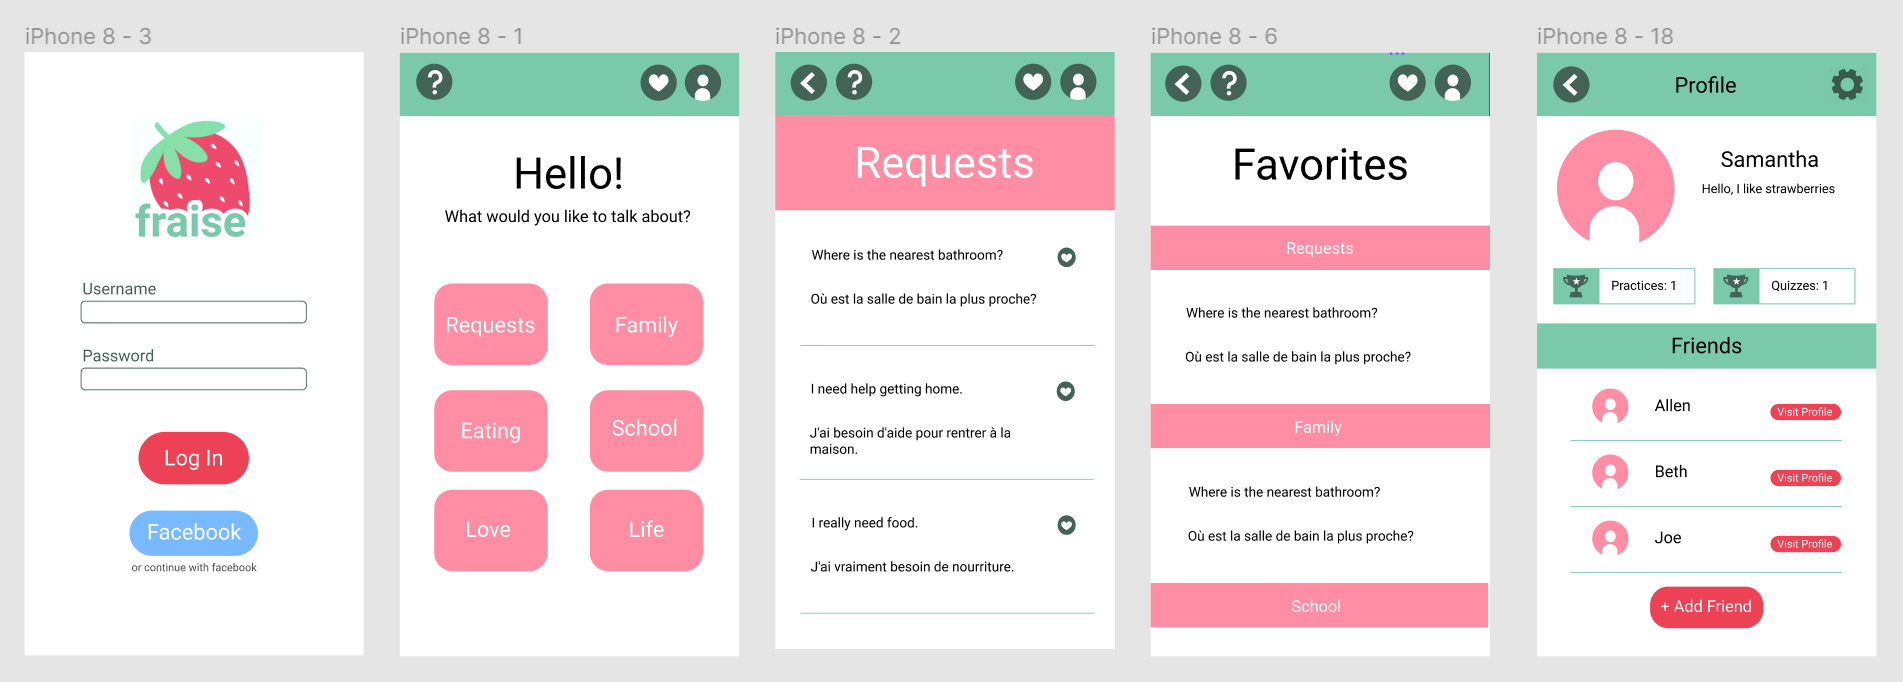 iPhone 8 - 3
fraise
Username
Password
Log In
Facebook
or continue with facebook
iPhone 8 - 1
?
Hello!
What would you like to talk about?
Requests
Family
Eating
School
Love
Life
iPhone 8 - 2
?
Requests
Where is the nearest bathroom?
Où est la salle de bain la plus proche?
I need help getting home.
J'ai besoin d'aide pour rentrer à la
maison.
I really need food.
J'ai vraiment besoin de nourriture.
iPhone 8 - 6
?
Favorites
Requests
Where is the nearest bathroom?
Où est la salle de bain la plus proche?
Family
Where is the nearest bathroom?
Où est la salle de bain la plus proche?
School
iPhone 8 - 18
Profile
Samantha
Hello, I like strawberries
Practices: 1
Quizzes: 1
Friends
Allen
Visit Profile
Beth
Visit Profile
Joe
Visit Profile
+ Add Friend